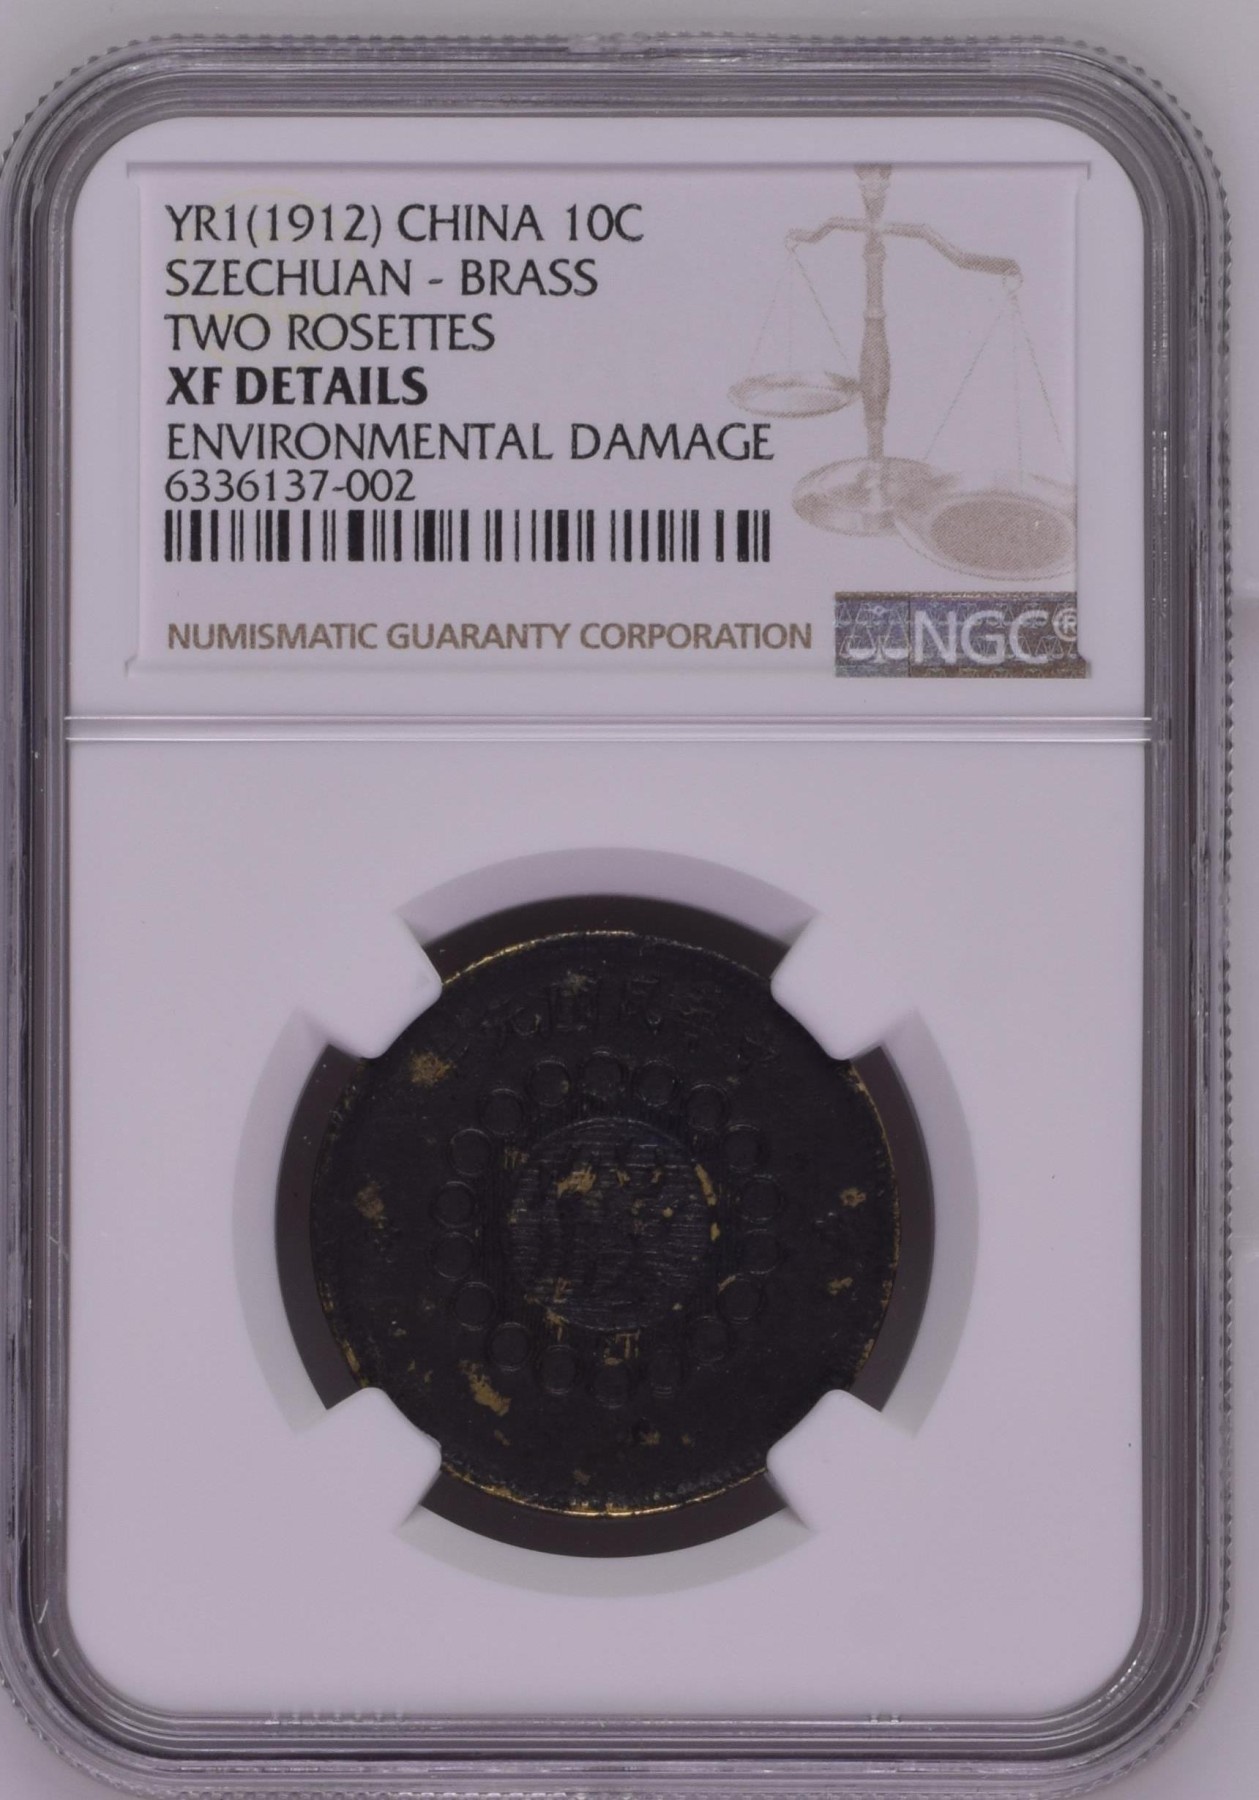 YR1(1912) CHINA 10C
SZECHUAN - BRASS
TWO ROSETTES
XF DETAILS
ENVIRONMENTAL DAMAGE
6336137-002
NUMISMATIC GUARANTY CORPORATION
NGC®